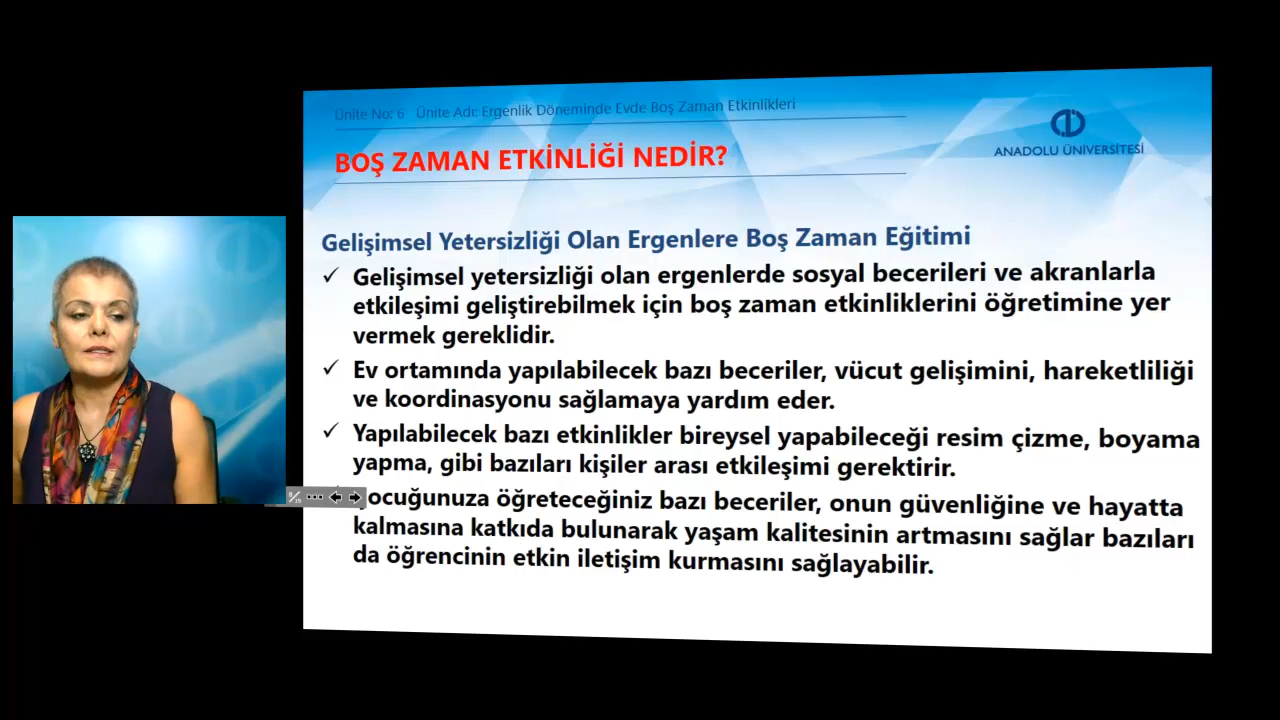 Ünite No: 6 Ünite Adı: Ergenlik Döneminde Evde Boş Zaman Etkinlikleri
BOŞ ZAMAN ETKİNLİĞİ NEDİR?
ANADOLU ÜNİVERSİTESİ
Gelişimsel Yetersizliği Olan Ergenlere Boş Zaman Eğitimi
✓ Gelişimsel yetersizliği olan ergenlerde sosyal becerileri ve akranlarla
etkileşimi geliştirebilmek için boş zaman etkinliklerini öğretimine yer
vermek gereklidir.
✓ Ev ortamında yapılabilecek bazı beceriler, vücut gelişimini, hareketliliği
ve koordinasyonu sağlamaya yardım eder.
✓ Yapılabilecek bazı etkinlikler bireysel yapabileceği resim çizme, boyama
yapma, gibi bazıları kişiler arası etkileşimi gerektirir.
öğreteceğiniz bazı beceriler, onun güvenliğine ve hayatta
kalmasına katkıda bulunarak yaşam kalitesinin artmasını sağlar bazıları
da öğrencinin etkin iletişim kurmasını sağlayabilir.